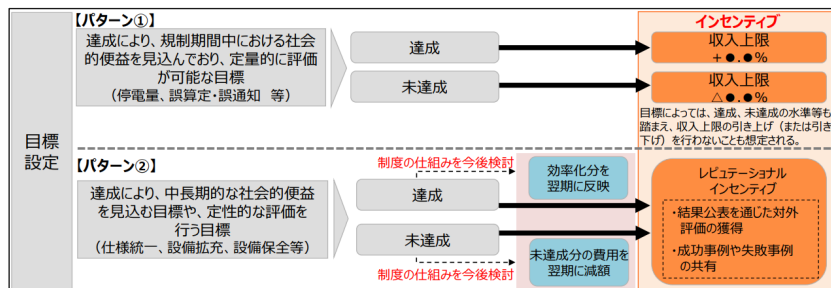 【パターン①】
インセンティブ
達成により、規制期間中における社会
的便益を見込んでおり、定量的に評価
が可能な目標
（停電量、誤算定・誤通知　等）
達成
収入上限
+●.●%
未達成
収入上限
△●.●%
目標によっては、達成、未達成の水準等も
踏まえ、収入上限の引き上げ（または引き
下げ）を行わないことも想定される。
目標
設定
【パターン②】
達成により、中長期的な社会的便益
を見込む目標や、定性的な評価を
行う目標
（仕様統一、設備拡充、設備保全等）
制度の仕組みを今後検討
達成
効率化分を
翌期に反映
未達成
未達成分の費用を
翌期に減額
制度の仕組みを今後検討
レピュテーショナル
インセンティブ
・結果公表を通じた対外
評価の獲得
・成功事例や失敗事例
の共有